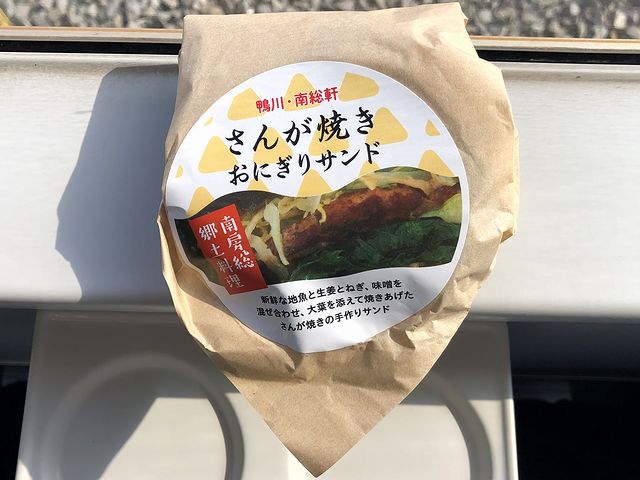 鴨川・南総軒
さんが焼き
おにぎりサンド
南房総
郷土料理
新鮮な地魚と生姜とねぎ、味噌を
混ぜ合わせ、大葉を添えて焼きあげた
さんが焼きの手作りサンド